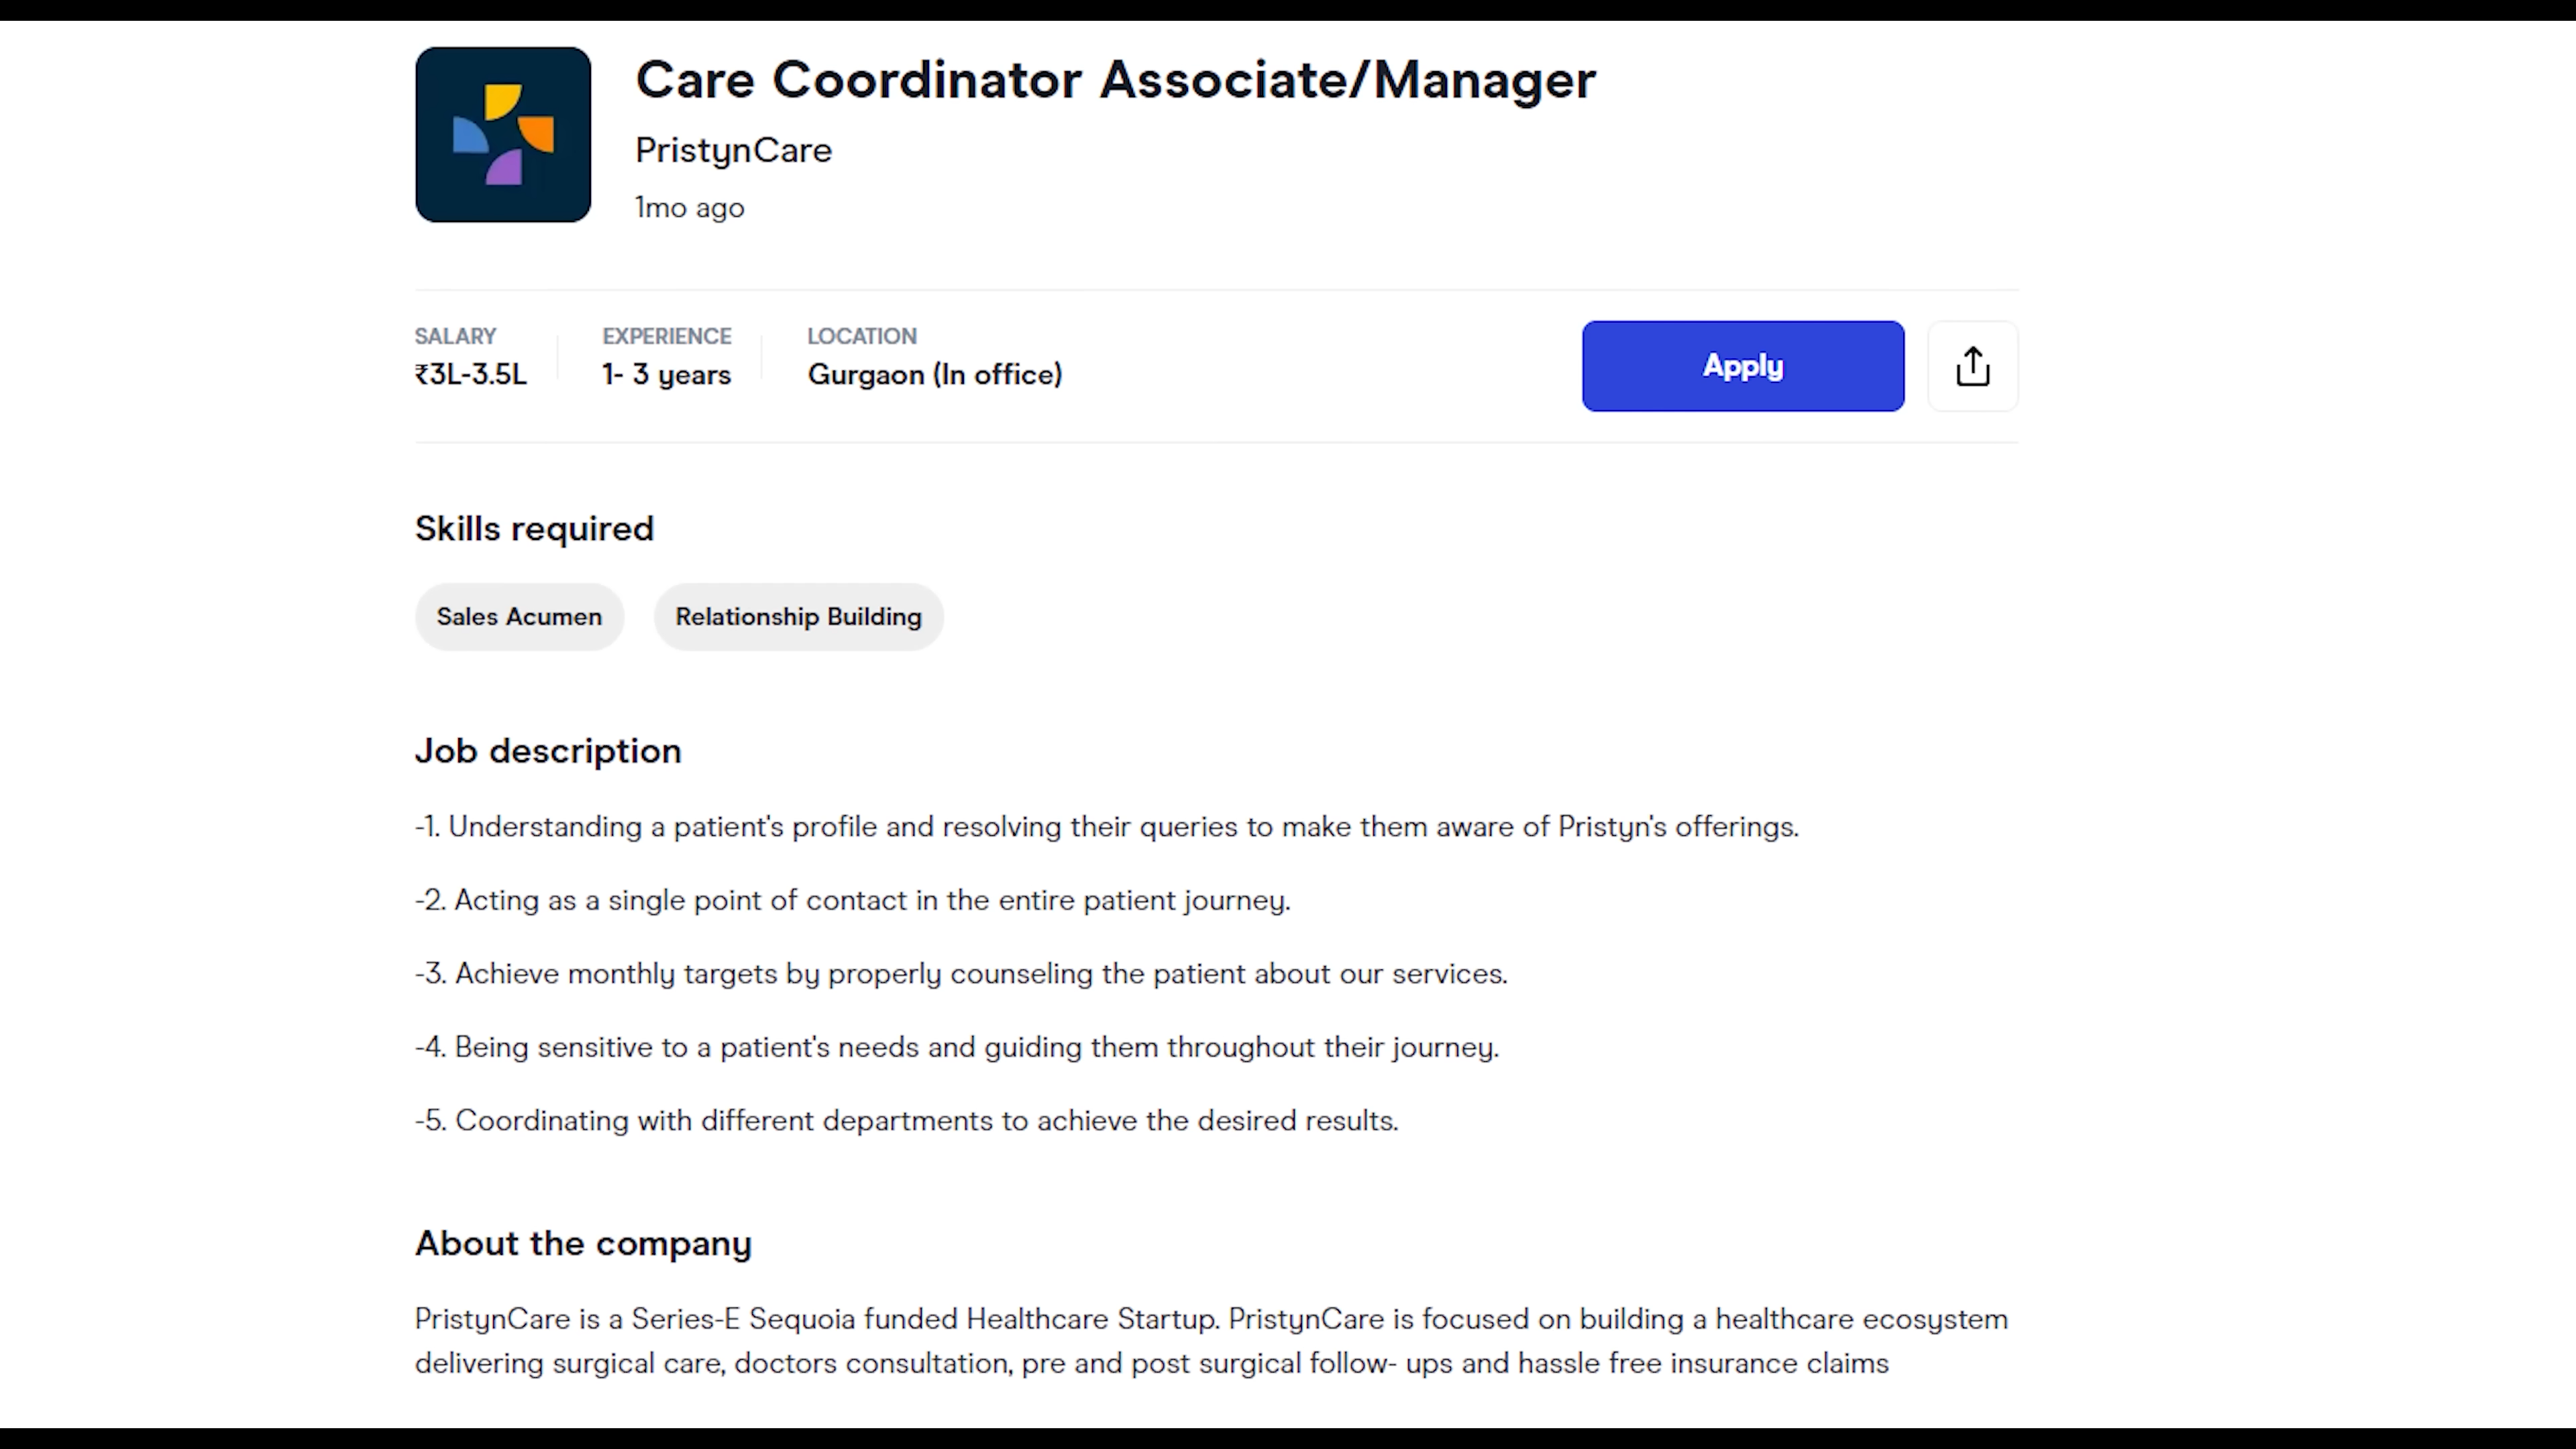 Care Coordinator Associate/Manager
PristynCare
1mo ago
SALARY
₹3L-3.5L
EXPERIENCE
1- 3 years
LOCATION
Gurgaon (In office)
Apply
Skills required
Sales Acumen
Relationship Building
Job description
-1. Understanding a patient's profile and resolving their queries to make them aware of Pristyn's offerings.
-2. Acting as a single point of contact in the entire patient journey.
-3. Achieve monthly targets by properly counseling the patient about our services.
-4. Being sensitive to a patient's needs and guiding them throughout their journey.
-5. Coordinating with different departments to achieve the desired results.
About the company
PristynCare is a Series-E Sequoia funded Healthcare Startup. PristynCare is focused on building a healthcare ecosystem
delivering surgical care, doctors consultation, pre and post surgical follow- ups and hassle free insurance claims